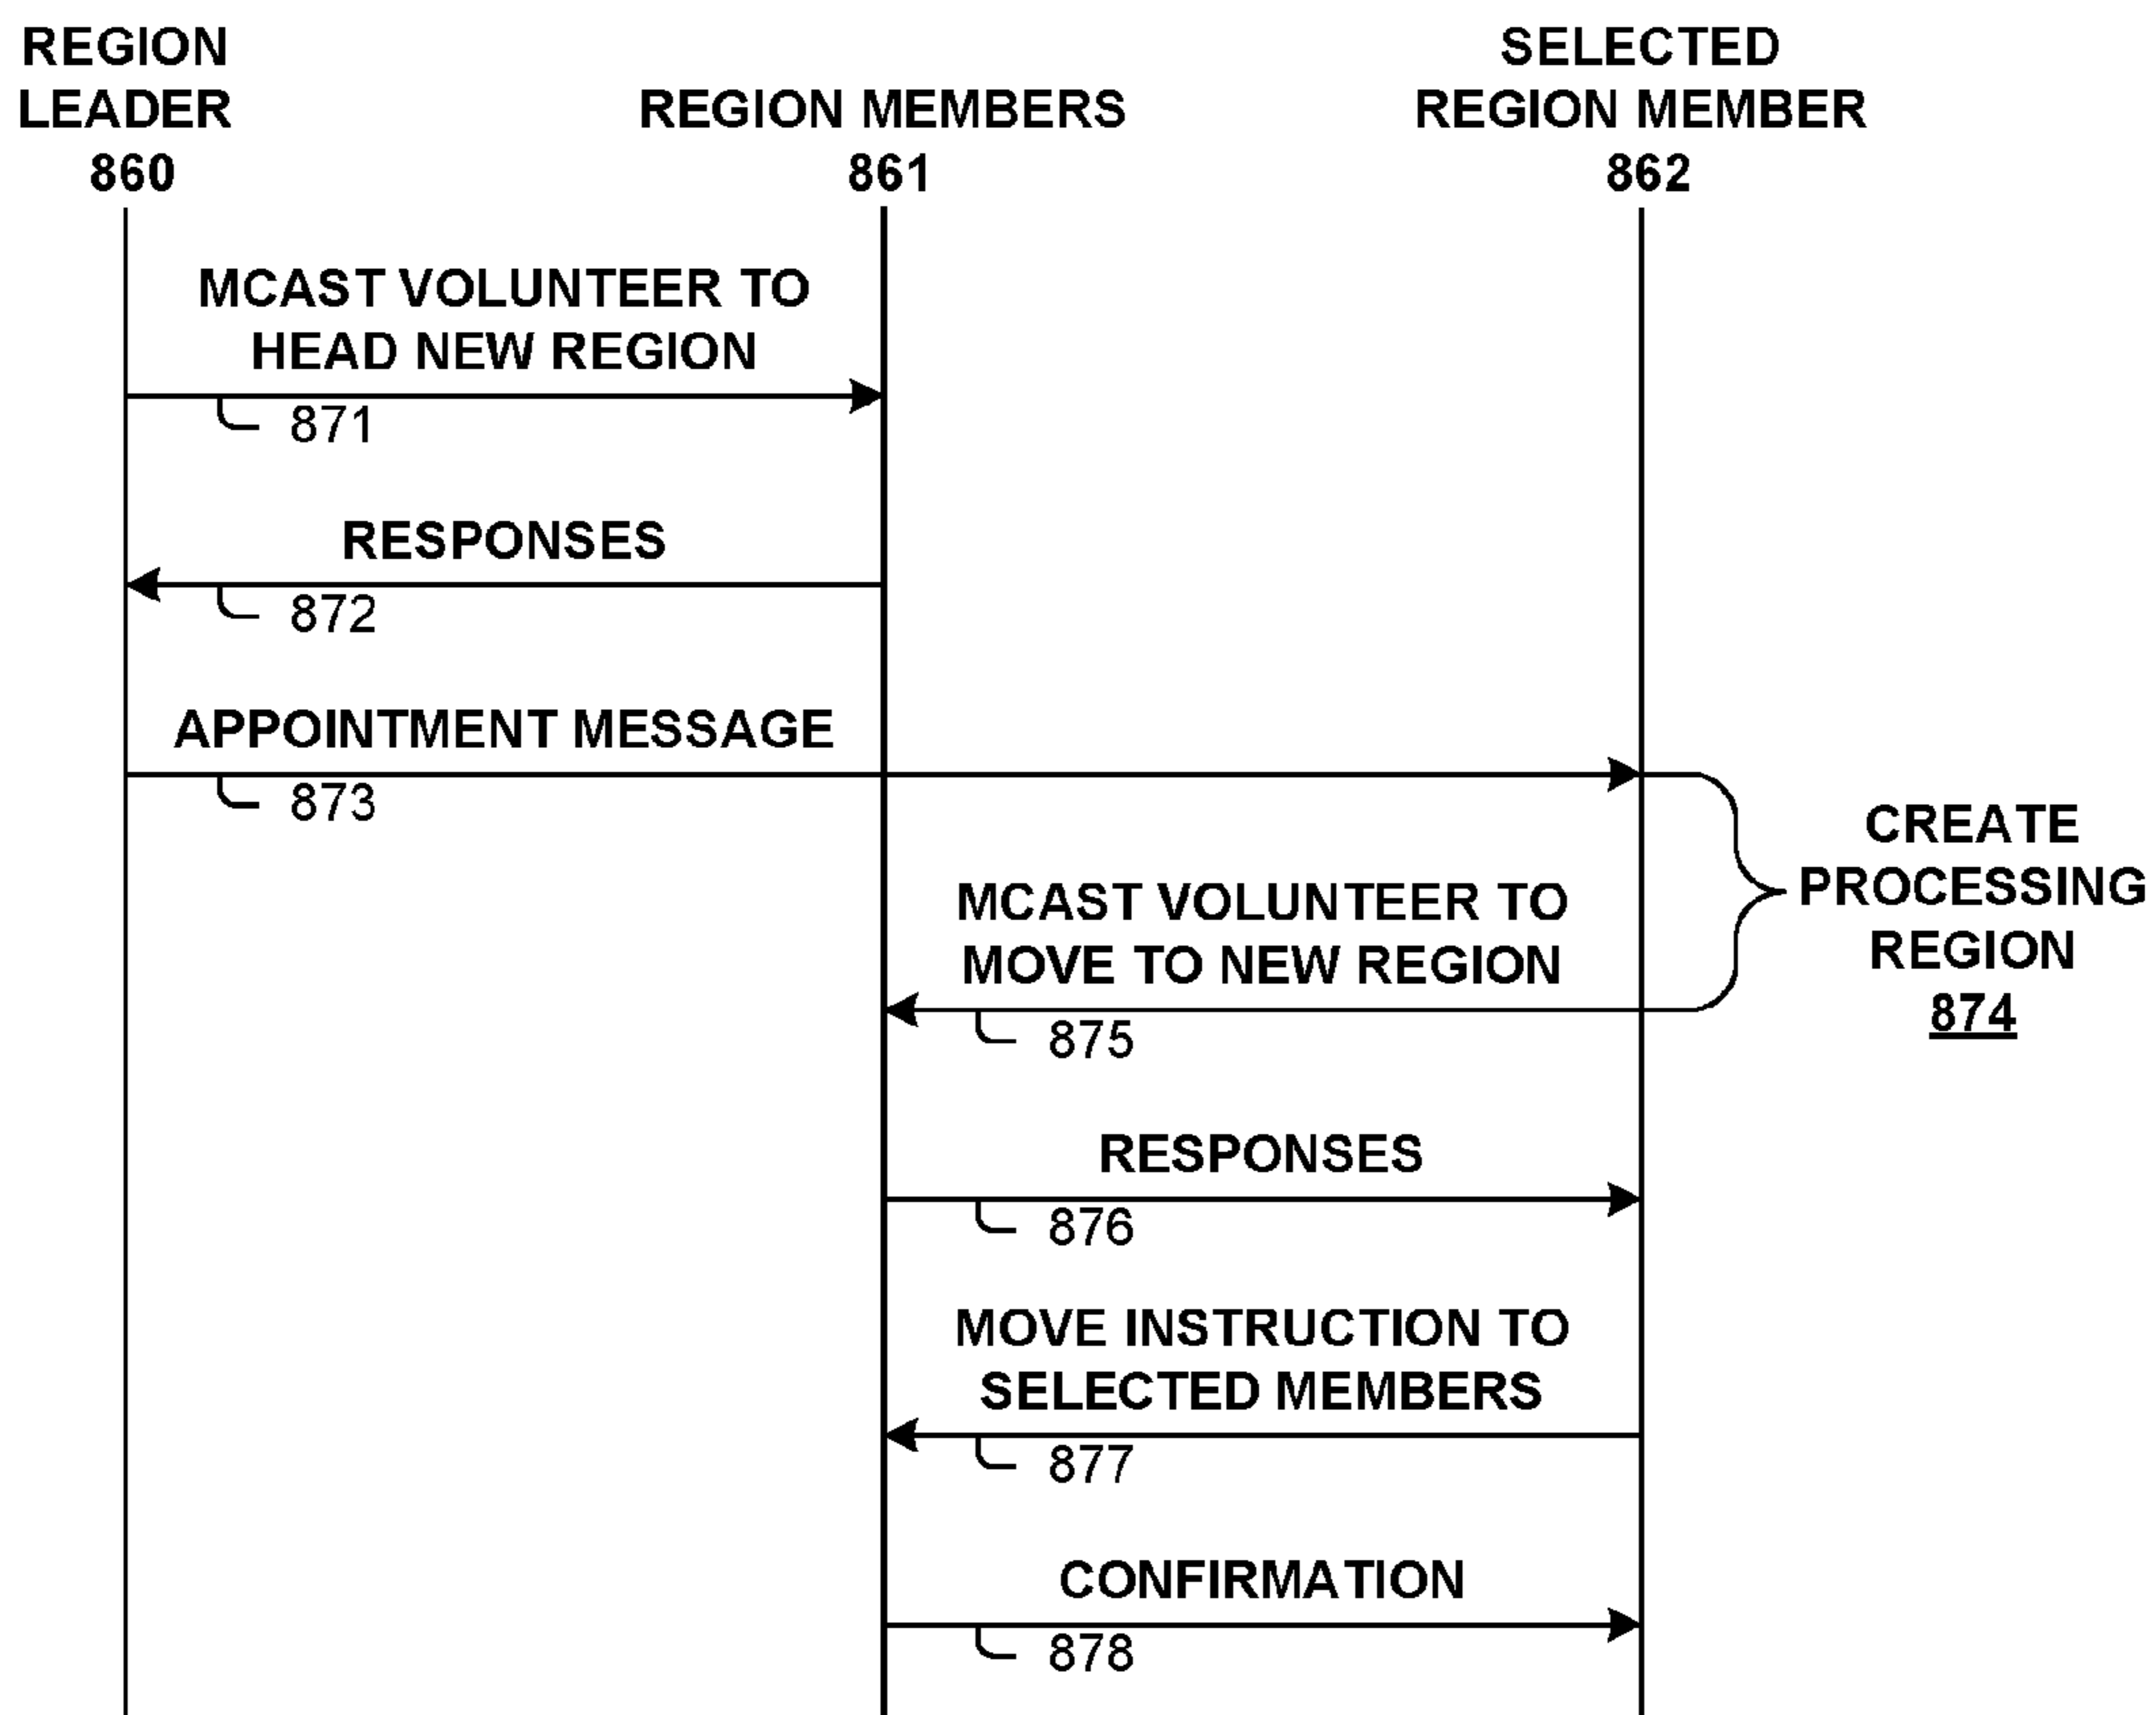 REGION
LEADER
860
REGION MEMBERS
861
SELECTED
REGION MEMBER
862
MCAST VOLUNTEER TO
HEAD NEW REGION
871
RESPONSES
872
APPOINTMENT MESSAGE
873
CREATE
PROCESSING
REGION
874
MCAST VOLUNTEER TO
MOVE TO NEW REGION
875
RESPONSES
876
MOVE INSTRUCTION TO
SELECTED MEMBERS
877
CONFIRMATION
878